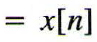 = x[n]